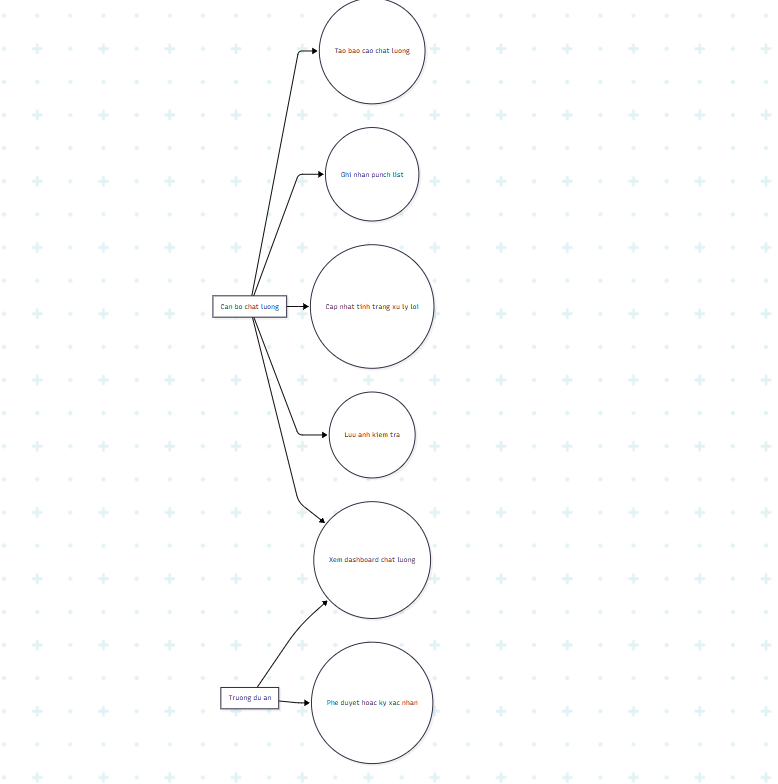 Tao bao cao chat luong
Ghi nhan punch list
Can bo chat luong
Cap nhat tinh trang xu ly loi
Luu anh kiem tra
Xem dashboard chat luong
Truong du an
Phe duyet hoac ky xac nhan